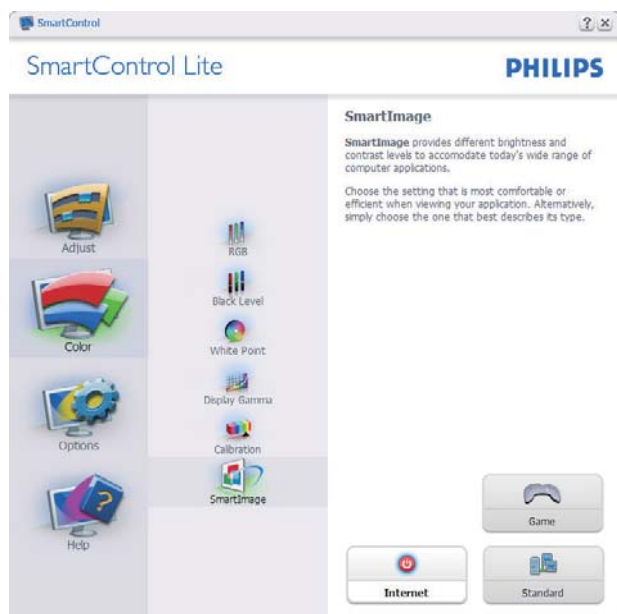 SmartControl
SmartControl Lite
PHILIPS
Adjust
Color
Options
Help
RGB
Black Level
White Point
Display Gamma
Calibration
SmartImage
SmartImage
SmartImage provides different brightness and
contrast levels to accomodate today's wide range of
computer applications.
Choose the setting that is most comfortable or
efficient when viewing your application. Alternatively,
simply choose the one that best describes its type.
Game
Internet
Standard